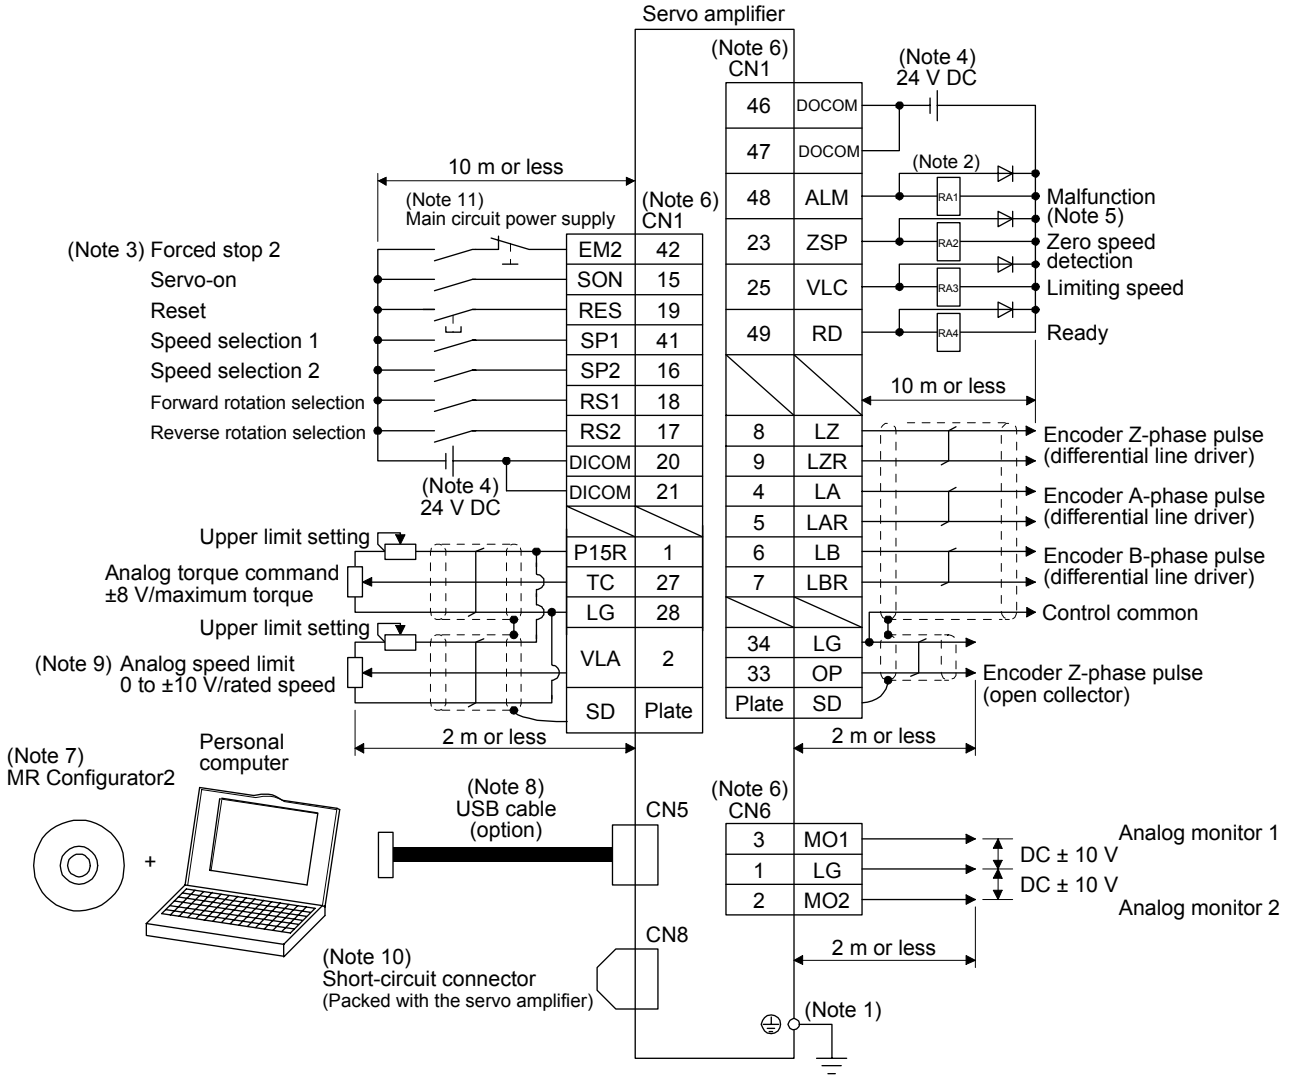 Servo amplifier
(Note 6)
CN1
(Note 4)
24 V DC
46 DOCOM
47 DOCOM
(Note 2)
48 ALM RA1 Malfunction
(Note 5)
23 ZSP RA2 Zero speed
detection
25 VLC RA3 Limiting speed
49 RD RA4 Ready
10 m or less
8 LZ Encoder Z-phase pulse
9 LZR (differential line driver)
4 LA Encoder A-phase pulse
5 LAR (differential line driver)
6 LB Encoder B-phase pulse
7 LBR (differential line driver)
Control common
34 LG
33 OP Encoder Z-phase pulse
(open collector)
Plate SD
2 m or less
10 m or less
(Note 11)
Main circuit power supply
(Note 6)
CN1
(Note 3) Forced stop 2 EM2 42
Servo-on SON 15
Reset RES 19
Speed selection 1 SP1 41
Speed selection 2 SP2 16
Forward rotation selection RS1 18
Reverse rotation selection RS2 17
DICOM 20
(Note 4)
24 V DC
DICOM 21
Upper limit setting
P15R 1
Analog torque command
±8 V/maximum torque
TC 27
LG 28
Upper limit setting
(Note 9) Analog speed limit
0 to ±10 V/rated speed
VLA 2
SD Plate
2 m or less
(Note 7)
MR Configurator2
+
Personal
computer
(Note 8)
USB cable
(option)
CN5
(Note 10)
Short-circuit connector
(Packed with the servo amplifier)
CN8
(Note 6)
CN6
3 MO1 Analog monitor 1
DC ± 10 V
1 LG
DC ± 10 V
2 MO2 Analog monitor 2
2 m or less
(Note 1)